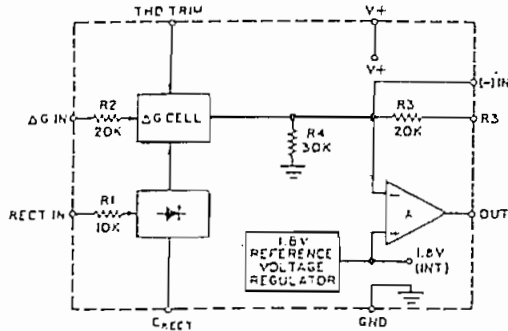 THD TRIM
V+
V+
(-)IN
ΔG IN
R2
20K
ΔG CELL
R3
20K
R3
R4
30K
RECT IN
R1
10K
OUT
1.8V
REFERENCE
VOLTAGE
REGULATOR
1.8V
(INT)
CRECT
GND